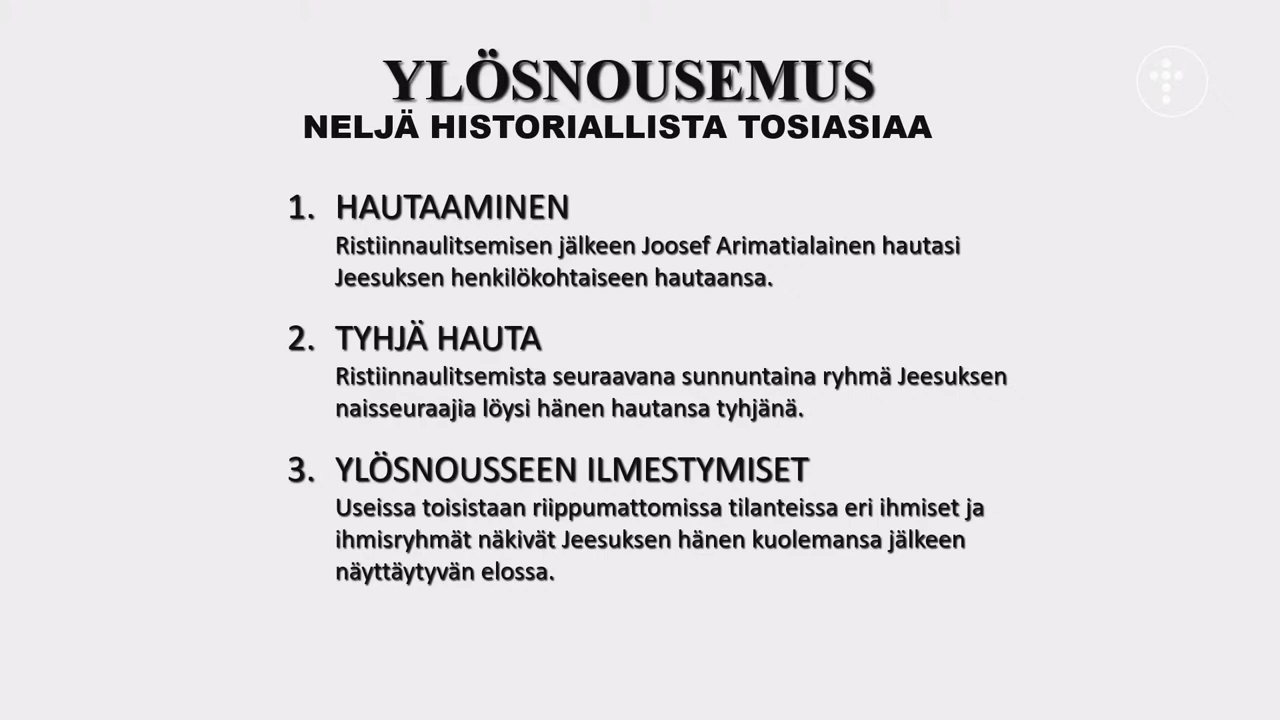 YLÖSNOUSEMUS
NELJÄ HISTORIALLISTA TOSIASIAA
1. HAUTAAMINEN
Ristiinnaulitsemisen jälkeen Joosef Arimatialainen hautasi
Jeesuksen henkilökohtaiseen hautaansa.
2. TYHJÄ HAUTA
Ristiinnaulitsemista seuraavana sunnuntaina ryhmä Jeesuksen
naisseuraajia löysi hänen hautansa tyhjänä.
3. YLÖSNOUSSEEN ILMESTYMISET
Useissa toisistaan riippumattomissa tilanteissa eri ihmiset ja
ihmisryhmät näkivät Jeesuksen hänen kuolemansa jälkeen
näyttäytyvän elossa.